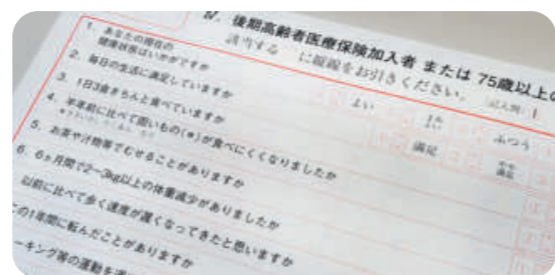 IV. 後期高齢者医療保険加入者 または 75歳以上の
該当する に縦線をお引きください。
1. あなたの現在の
健康状態はいかがですか
よい
まあよい
ふつう
2. 毎日の生活に満足していますか
満足
やや満足
3. 1日3食きちんと食べていますか
4. 半年前に比べて固いもの(*)が食べにくくなりましたか
5. お茶や汁物等でむせることがありますか
6. 6ヵ月間で2~3kg以上の体重減少がありましたか
以前に比べて歩く速度が遅くなってきたと思いますか
この1年間に転んだことがありますか
ーキング等の運動を週